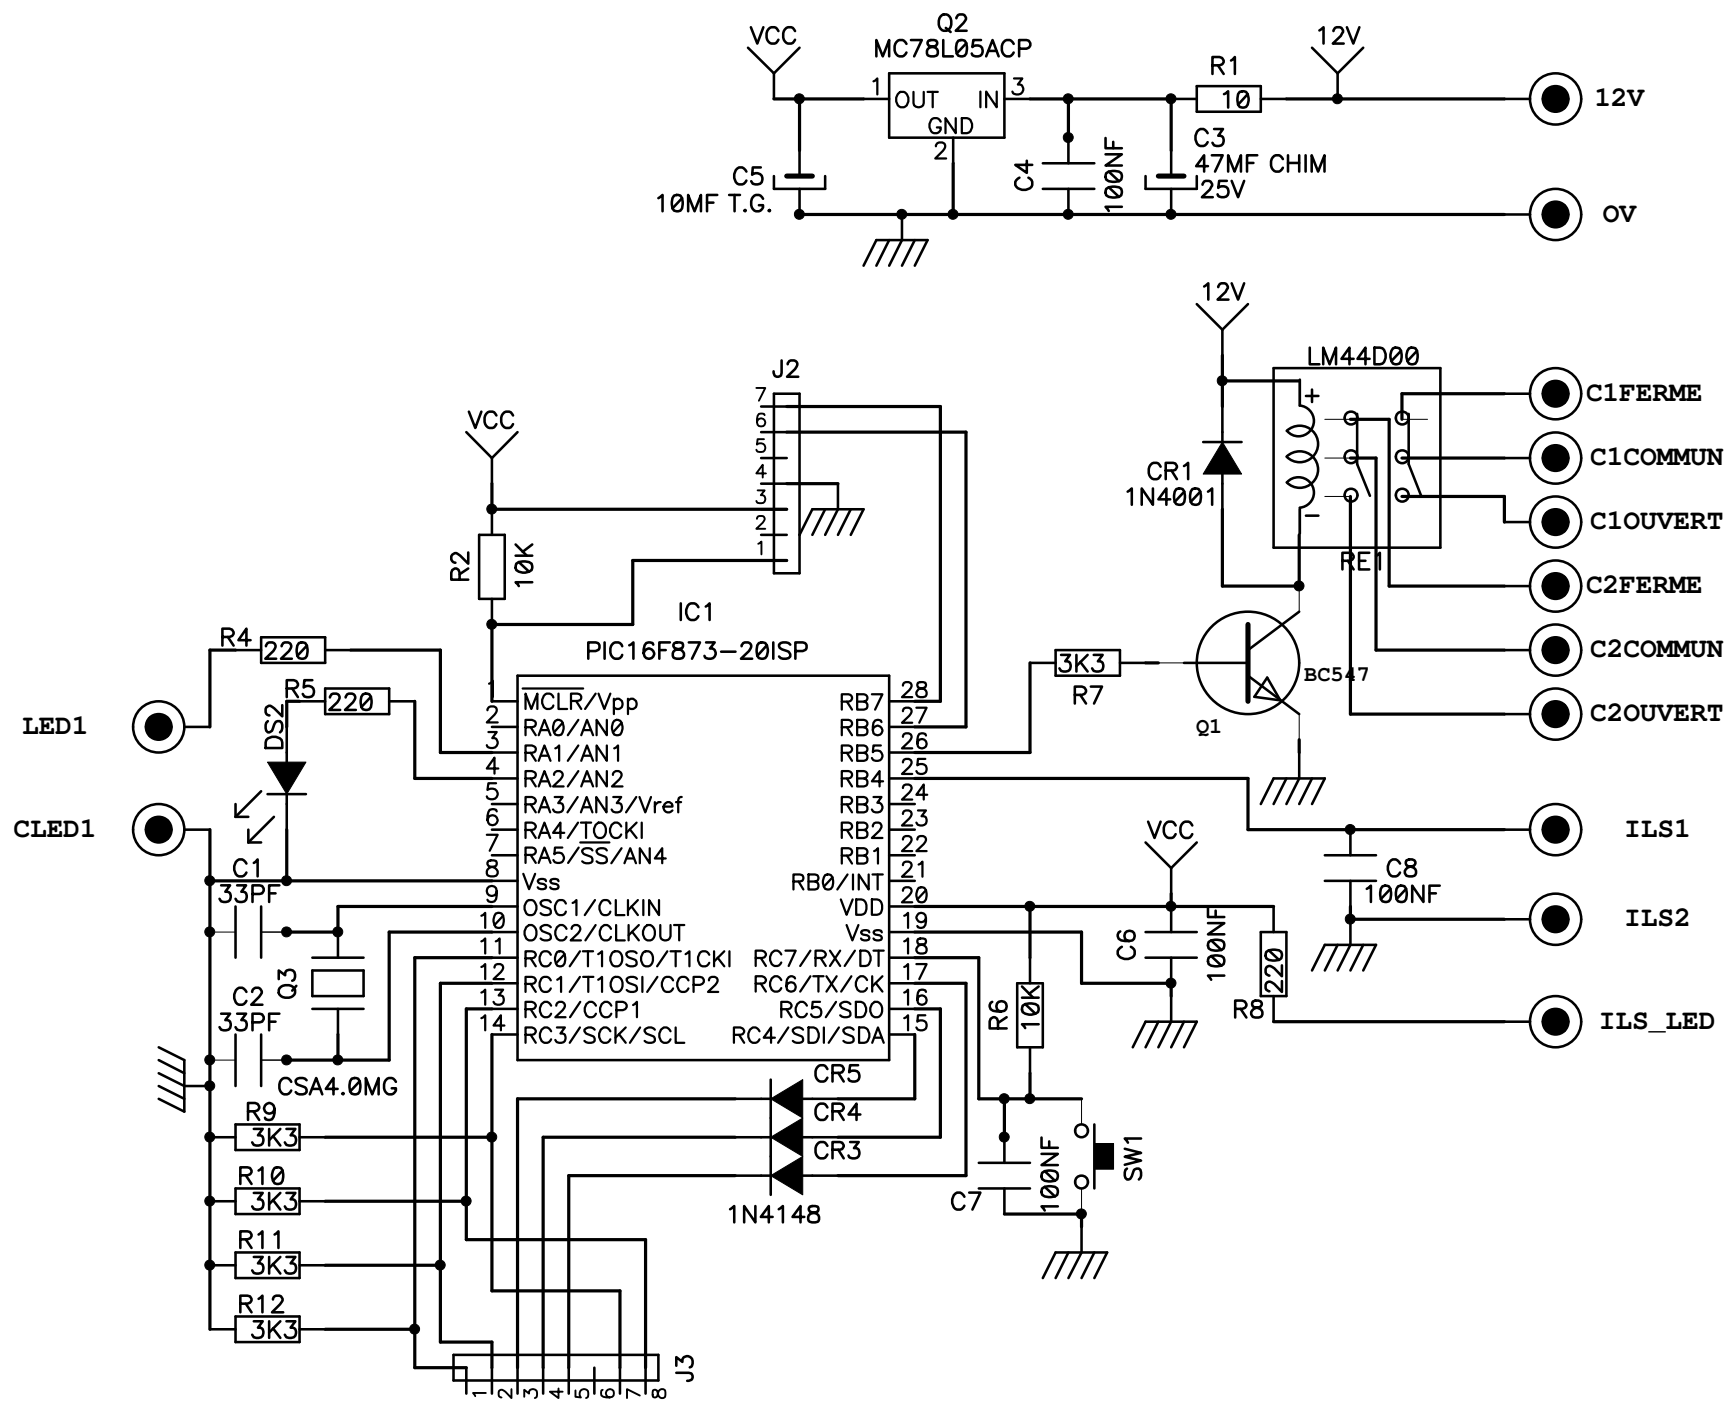 VCC
Q2
MC78L05ACP
12V
R1
10
1
OUT
IN
3
GND
2
12V
C5
10MF T.G.
C4
100NF
C3
47MF CHIM
25V
0V
12V
LM44D00
+
-
RE1
CR1
1N4001
C1FERME
C1COMMUN
C1OUVERT
C2FERME
C2COMMUN
C2OUVERT
J2
7
6
5
4
3
2
1
VCC
R2
10K
IC1
PIC16F873-20ISP
R4
220
R5
220
DS2
LED1
CLED1
1 MCLR/Vpp
2 RA0/AN0
3 RA1/AN1
4 RA2/AN2
5 RA3/AN3/Vref
6 RA4/TOCKI
7 RA5/SS/AN4
8 Vss
9 OSC1/CLKIN
10 OSC2/CLKOUT
11 RC0/T1OSO/T1CKI
12 RC1/T1OSI/CCP2
13 RC2/CCP1
14 RC3/SCK/SCL
RB7 28
RB6 27
RB5 26
RB4 25
RB3 24
RB2 23
RB1 22
RB0/INT 21
VDD 20
Vss 19
RC7/RX/DT 18
RC6/TX/CK 17
RC5/SDO 16
RC4/SDI/SDA 15
3K3
R7
BC547
Q1
VCC
ILS1
C8
100NF
ILS2
C6
100NF
220
R8
ILS_LED
R6
10K
C1
33PF
C2
33PF
Q3
CSA4.0MG
CR5
CR4
CR3
1N4148
C7
100NF
SW1
R9
3K3
R10
3K3
R11
3K3
R12
3K3
J3
1 2 3 4 5 6 7 8